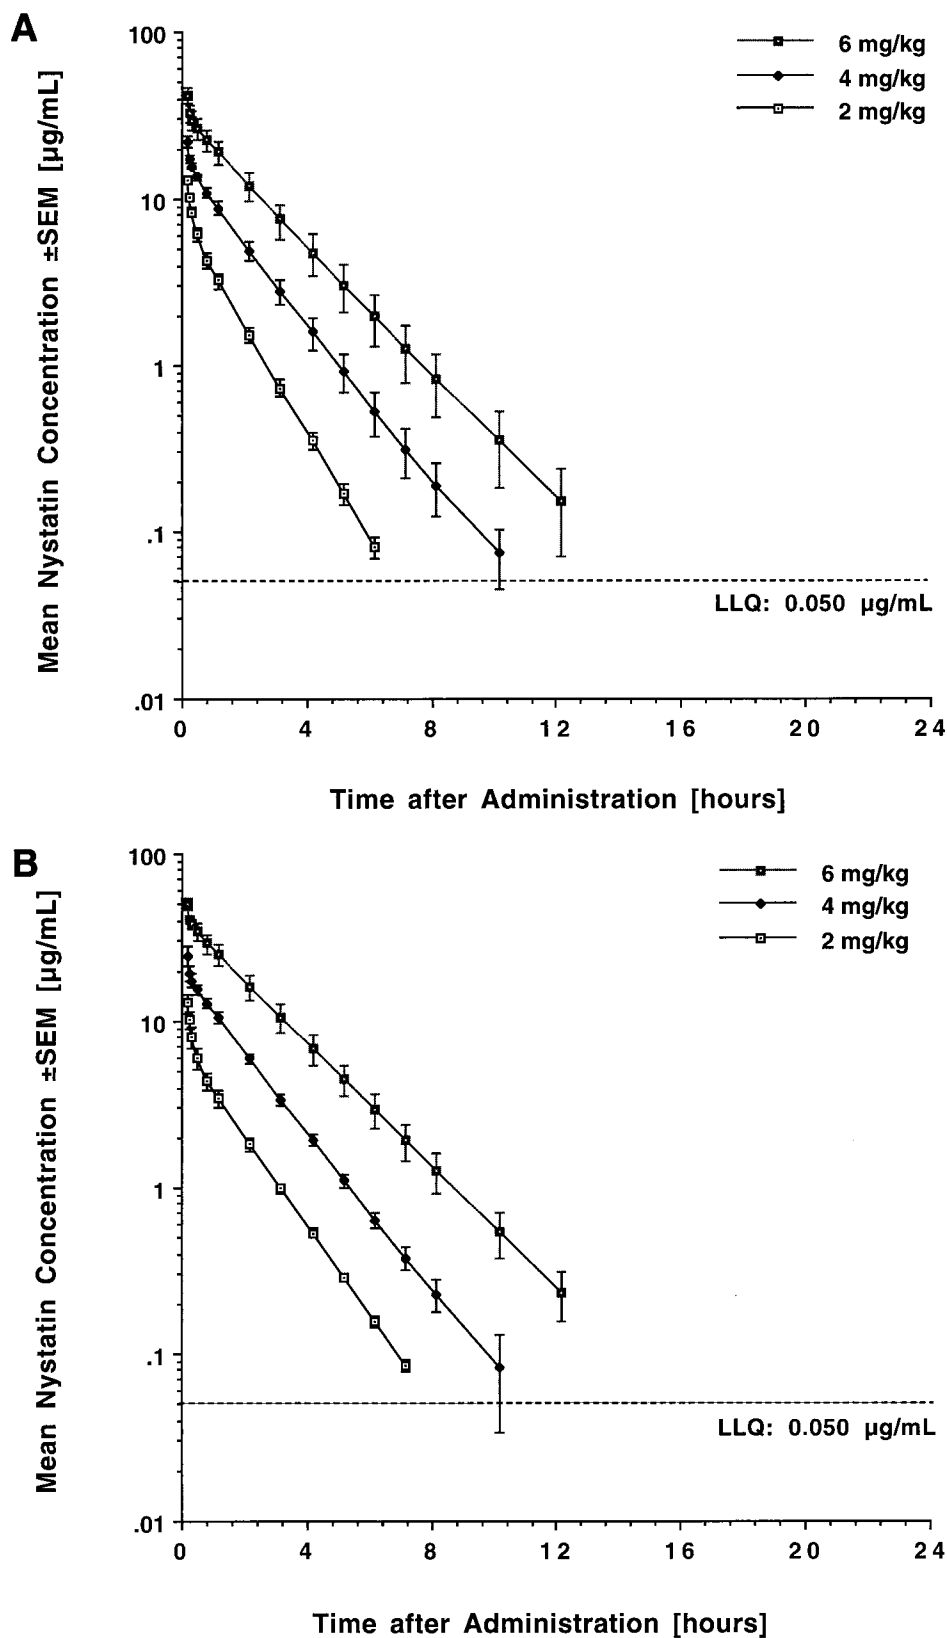 A
Mean Nystatin Concentration ±SEM [µg/mL]
100
10
1
.1
.01
6 mg/kg
4 mg/kg
2 mg/kg
LLQ: 0.050 µg/mL
0 4 8 12 16 20 24
Time after Administration [hours]
B
Mean Nystatin Concentration ±SEM [µg/mL]
100
10
1
.1
.01
6 mg/kg
4 mg/kg
2 mg/kg
LLQ: 0.050 µg/mL
0 4 8 12 16 20 24
Time after Administration [hours]